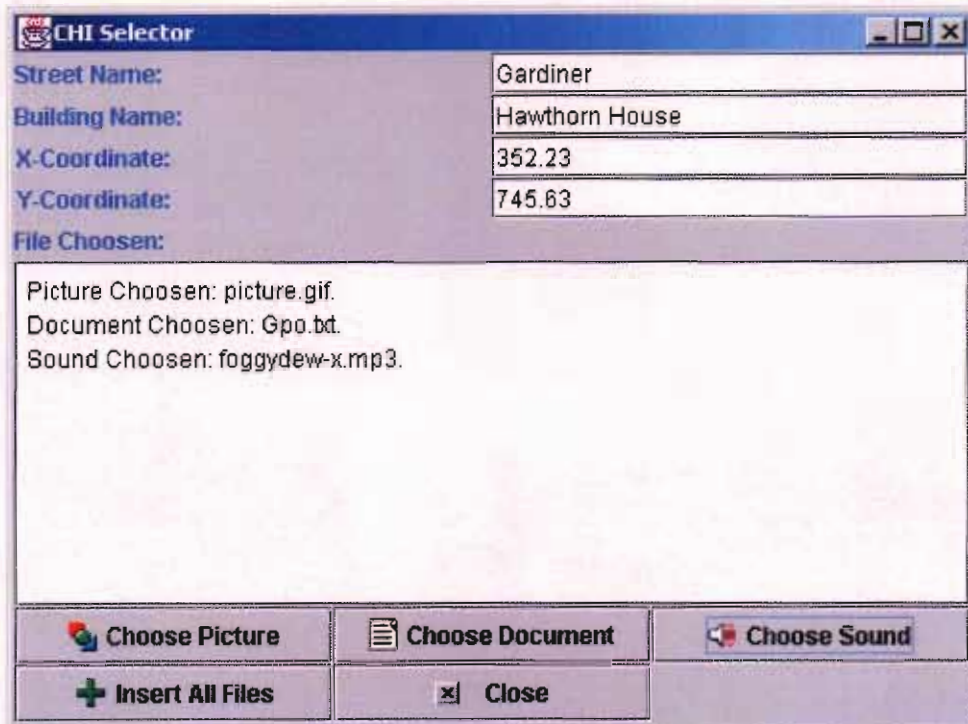 CHI Selector
Street Name: Gardiner
Building Name: Hawthorn House
X-Coordinate: 352.23
Y-Coordinate: 745.63
File Choosen:
Picture Choosen: picture.gif.
Document Choosen: Gpo.txt.
Sound Choosen: foggydew-x.mp3.
Choose Picture Choose Document Choose Sound
Insert All Files Close